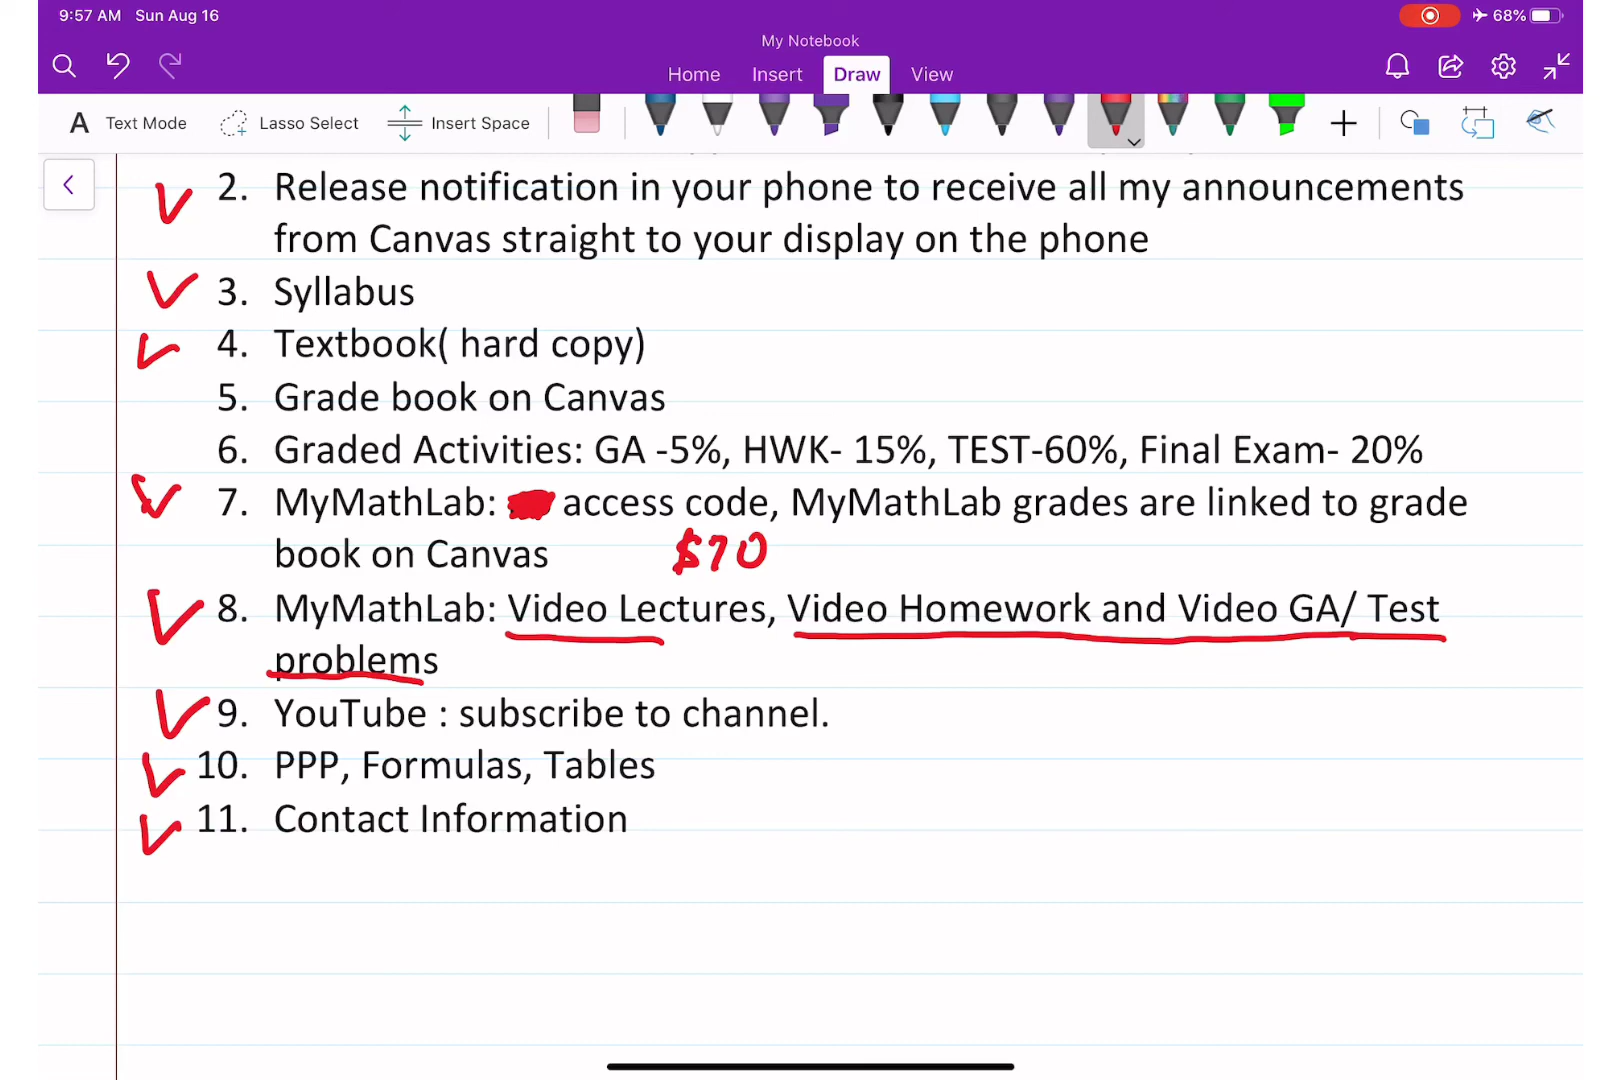 9:57 AM Sun Aug 16
68%
My Notebook
Home Insert Draw View
A Text Mode Lasso Select Insert Space
2. Release notification in your phone to receive all my announcements
from Canvas straight to your display on the phone
3. Syllabus
4. Textbook( hard copy)
5. Grade book on Canvas
6. Graded Activities: GA -5%, HWK- 15%, TEST-60%, Final Exam- 20%
7. MyMathLab: access code, MyMathLab grades are linked to grade
book on Canvas $70
8. MyMathLab: Video Lectures, Video Homework and Video GA/ Test
problems
9. YouTube : subscribe to channel.
10. PPP, Formulas, Tables
11. Contact Information